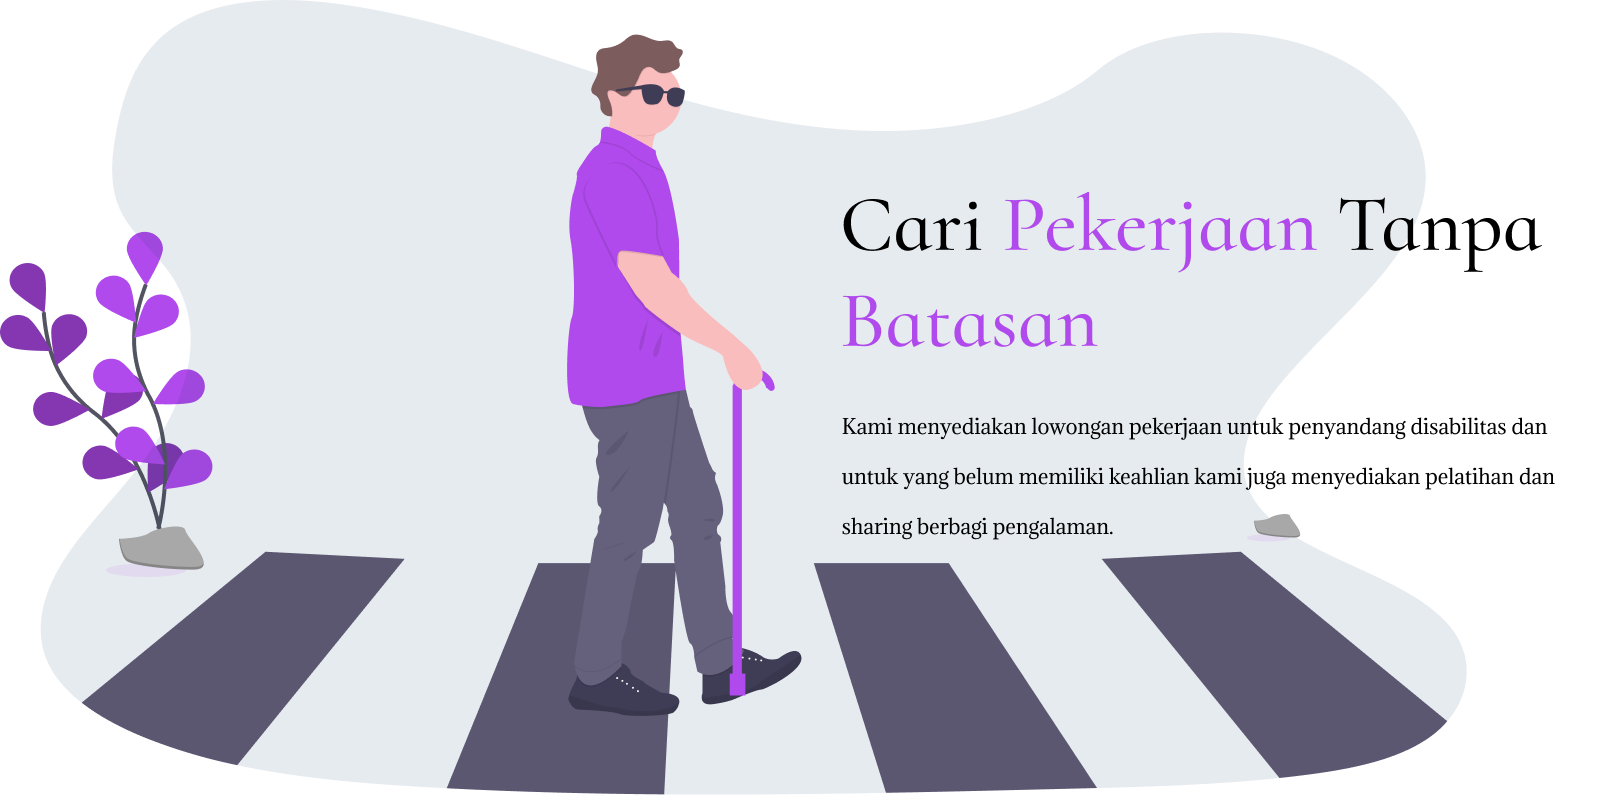 Cari Pekerjaan Tanpa
Batasan
Kami menyediakan lowongan pekerjaan untuk penyandang disabilitas dan
untuk yang belum memiliki keahlian kami juga menyediakan pelatihan dan
sharing berbagi pengalaman.